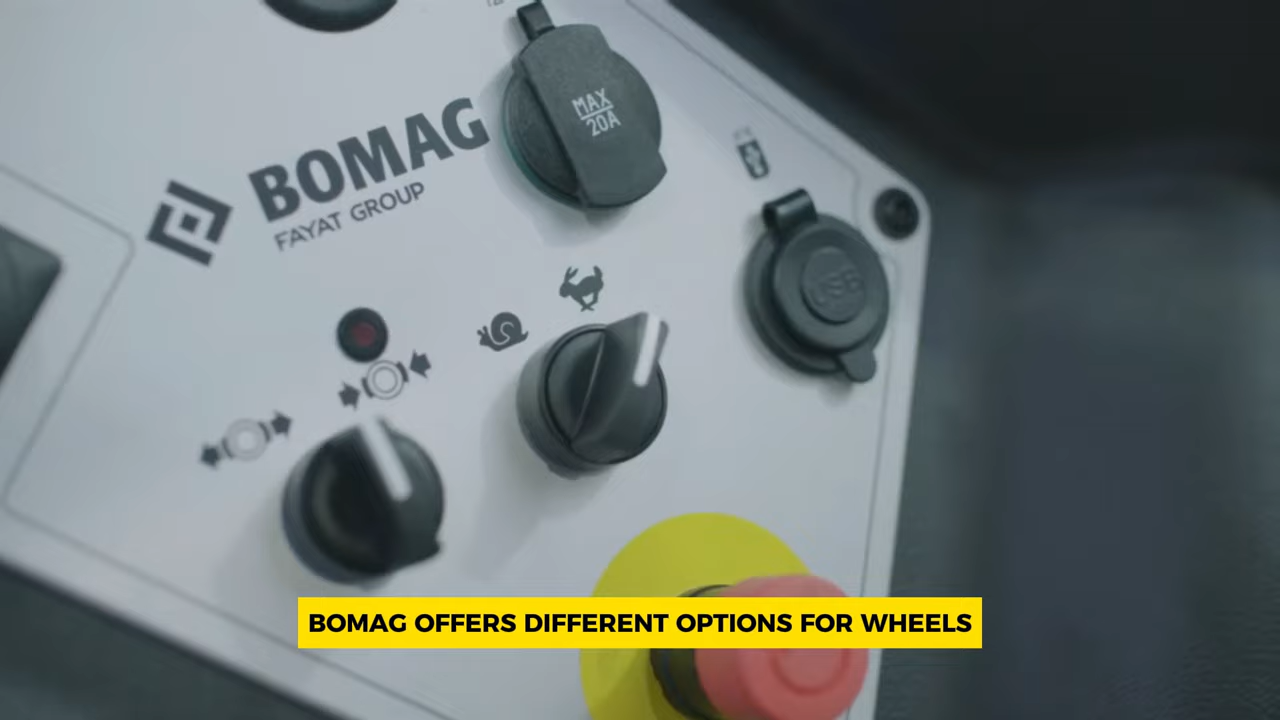 MAX
20A
BOMAG
FAYAT GROUP
USB
BOMAG OFFERS DIFFERENT OPTIONS FOR WHEELS